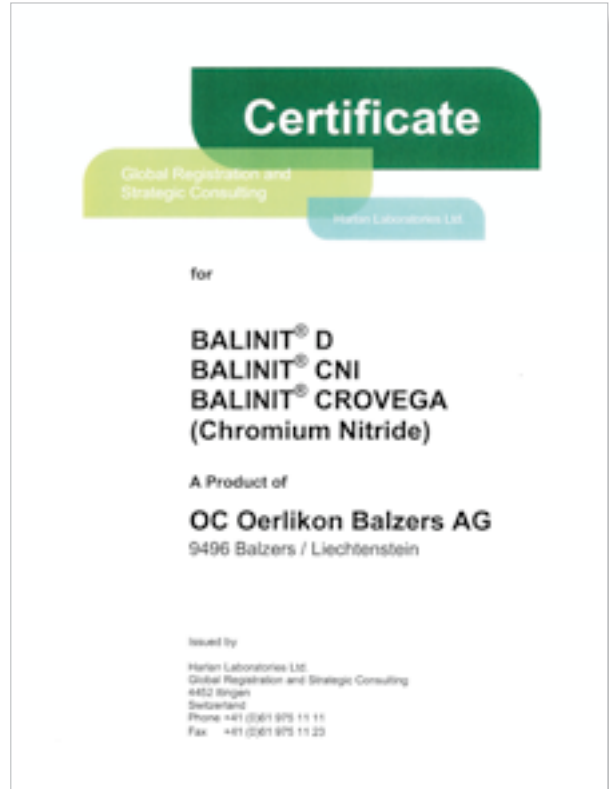 Certificate
Global Registration and
Strategic Consulting
Harlan Laboratories Ltd.
for
BALINIT® D
BALINIT® CNI
BALINIT® CROVEGA
(Chromium Nitride)
A Product of
OC Oerlikon Balzers AG
9496 Balzers / Liechtenstein
Issued by
Harlan Laboratories Ltd.
Global Registration and Strategic Consulting
4452 Itingen
Switzerland
Phone +41 (0)61 975 11 11
Fax +41 (0)61 975 11 23